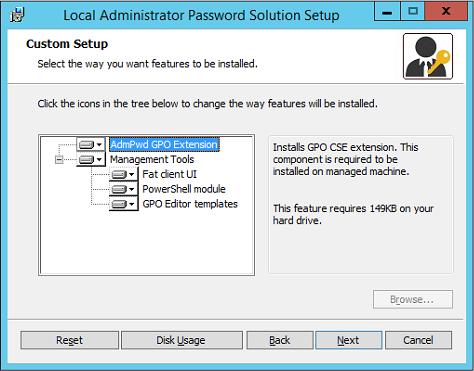 Local Administrator Password Solution Setup
Custom Setup
Select the way you want features to be installed.
Click the icons in the tree below to change the way features will be installed.
AdmPwd GPO Extension
Management Tools
Fat client UI
PowerShell module
GPO Editor templates
Installs GPO CSE extension. This
component is required to be
installed on managed machine.
This feature requires 149KB on your
hard drive.
Browse...
Reset
Disk Usage
Back
Next
Cancel